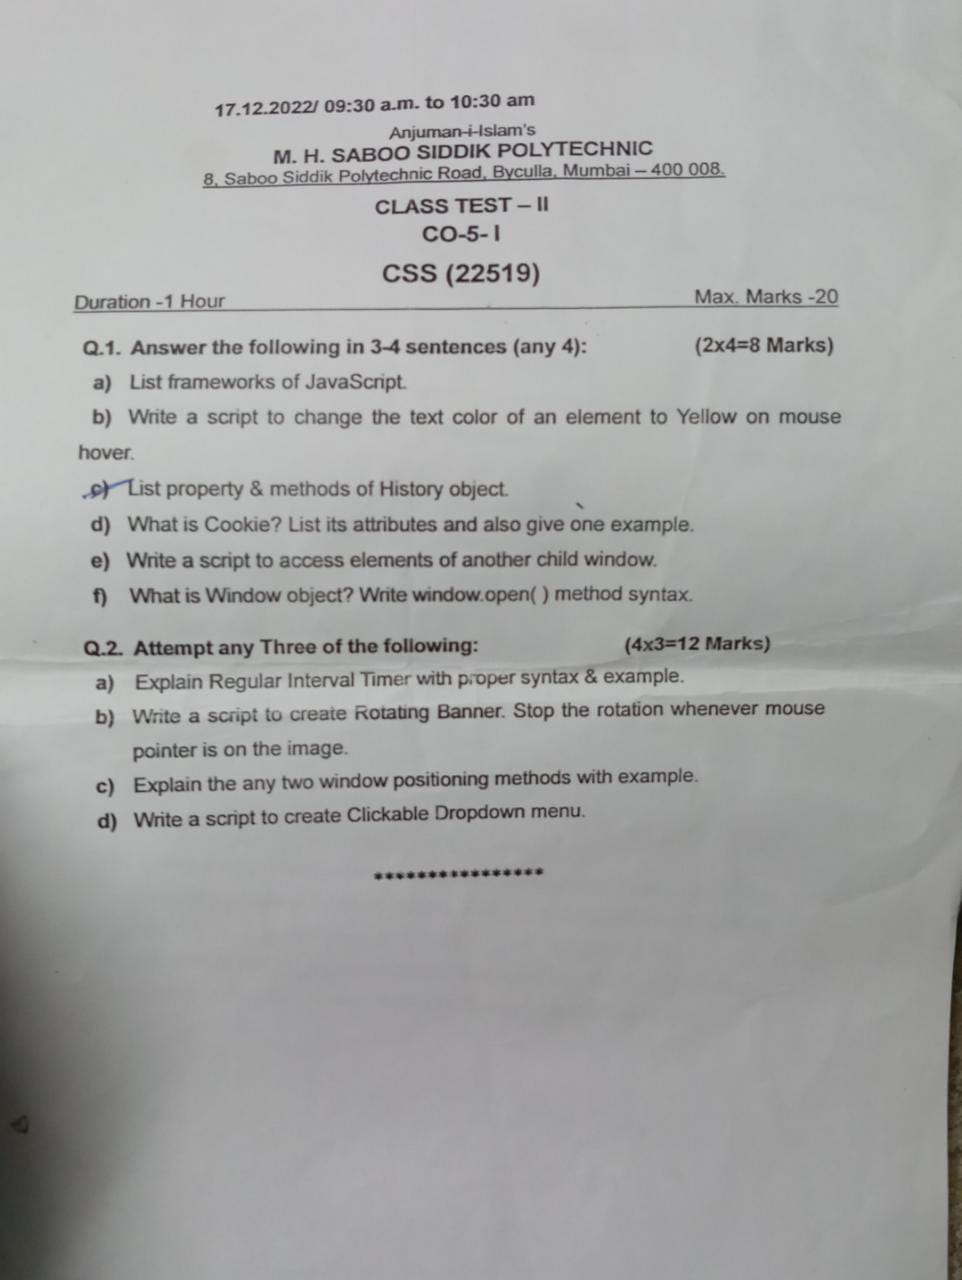 17.12.2022/ 09:30 a.m. to 10:30 am
Anjuman-i-Islam's
M. H. SABOO SIDDIK POLYTECHNIC
8, Saboo Siddik Polytechnic Road, Byculla, Mumbai – 400 008.
CLASS TEST – II
CO-5- I
CSS (22519)
Duration -1 Hour Max. Marks -20
Q.1. Answer the following in 3-4 sentences (any 4): (2x4=8 Marks)
a) List frameworks of JavaScript.
b) Write a script to change the text color of an element to Yellow on mouse
hover.
c) List property & methods of History object.
d) What is Cookie? List its attributes and also give one example.
e) Write a script to access elements of another child window.
f) What is Window object? Write window.open( ) method syntax.
Q.2. Attempt any Three of the following: (4x3=12 Marks)
a) Explain Regular Interval Timer with proper syntax & example.
b) Write a script to create Rotating Banner. Stop the rotation whenever mouse
pointer is on the image.
c) Explain the any two window positioning methods with example.
d) Write a script to create Clickable Dropdown menu.
****************